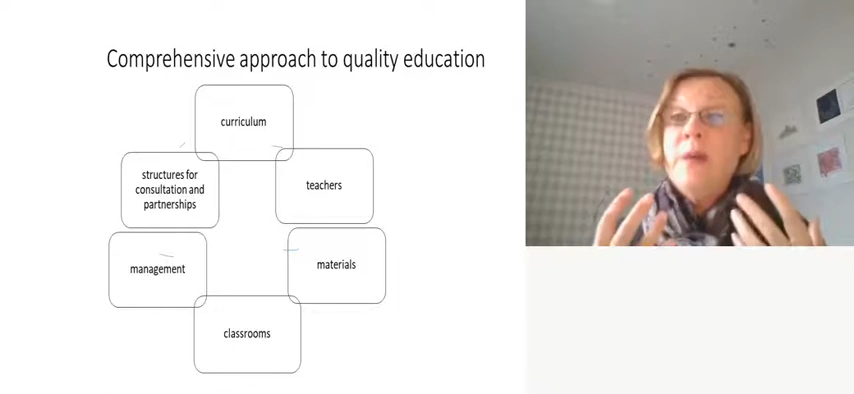 Comprehensive approach to quality education
curriculum
structures for
consultation and
partnerships
teachers
management
materials
classrooms